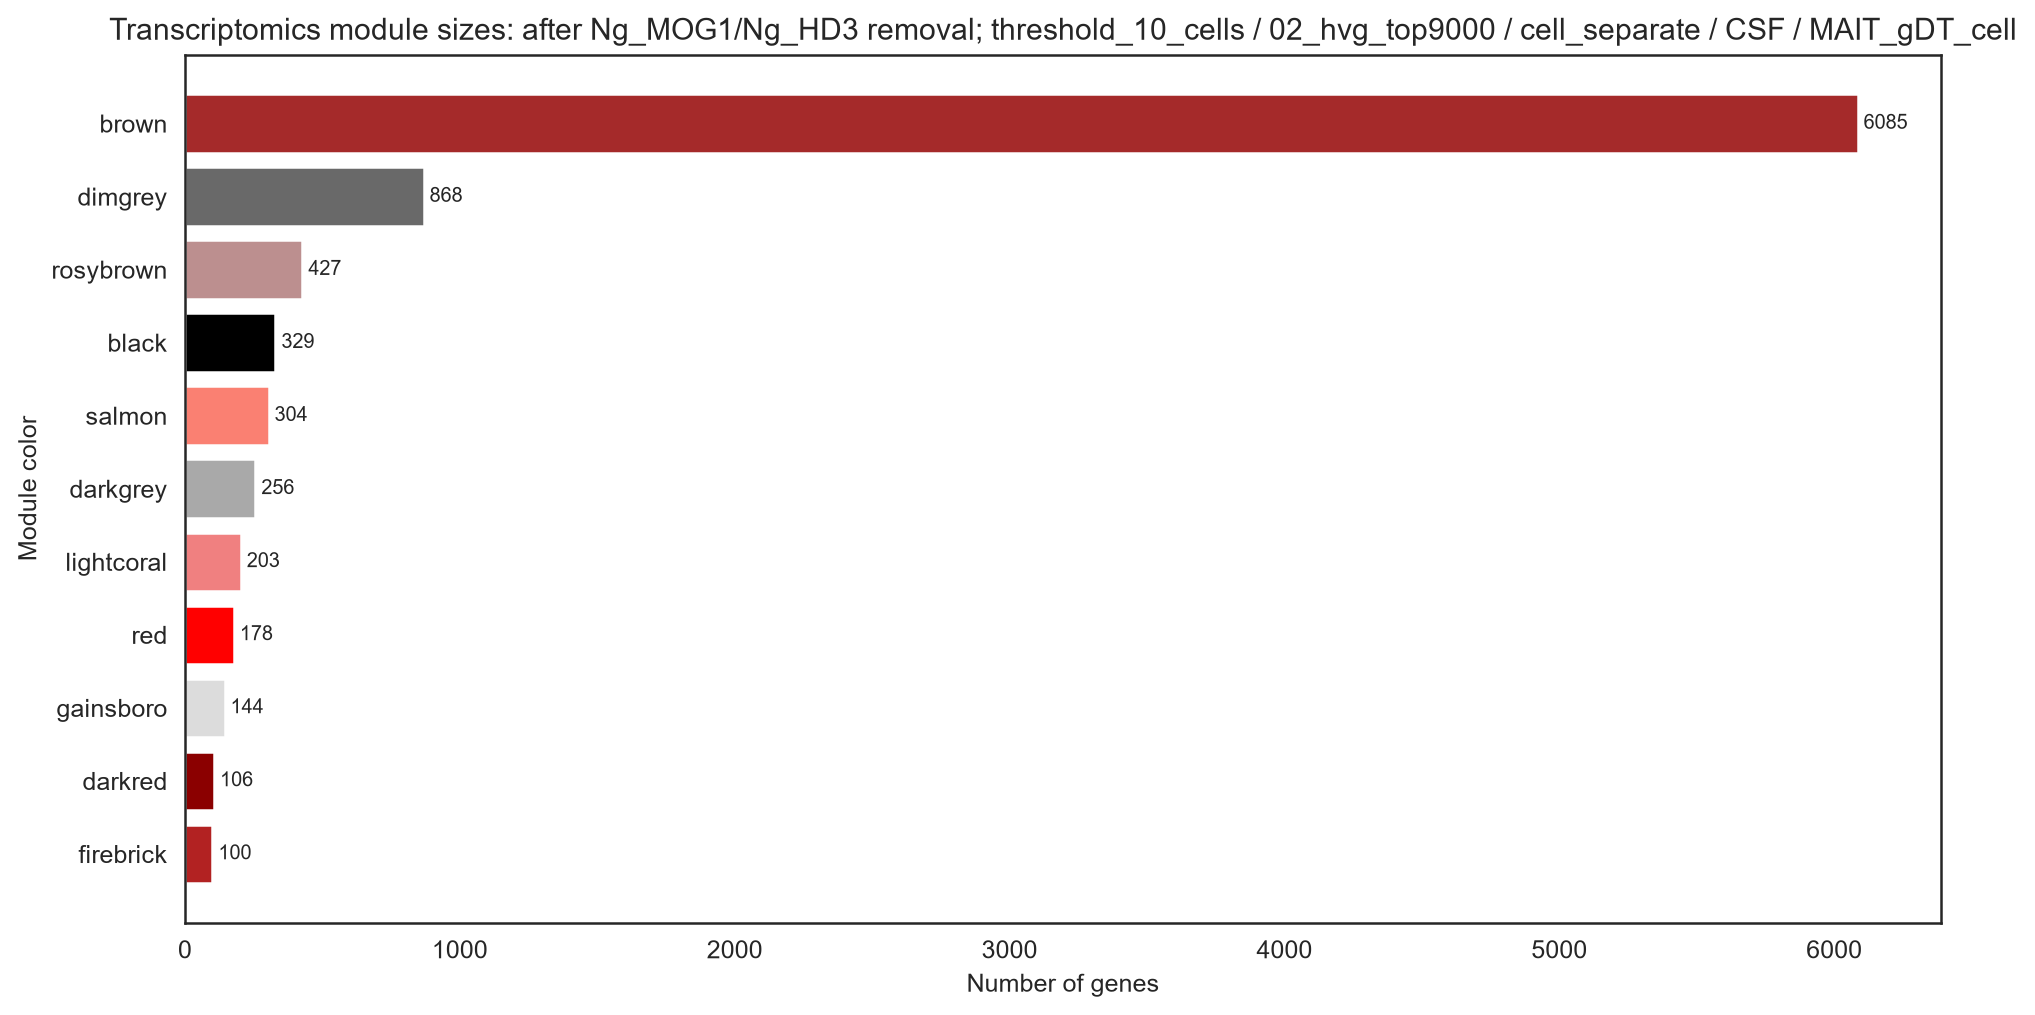 Transcriptomics module sizes: after Ng_MOG1/Ng_HD3 removal; threshold_10_cells / 02_hvg_top9000 / cell_separate / CSF / MAIT_gDT_cell
Module color
brown 6085
dimgrey 868
rosybrown 427
black 329
salmon 304
darkgrey 256
lightcoral 203
red 178
gainsboro 144
darkred 106
firebrick 100
0 1000 2000 3000 4000 5000 6000
Number of genes